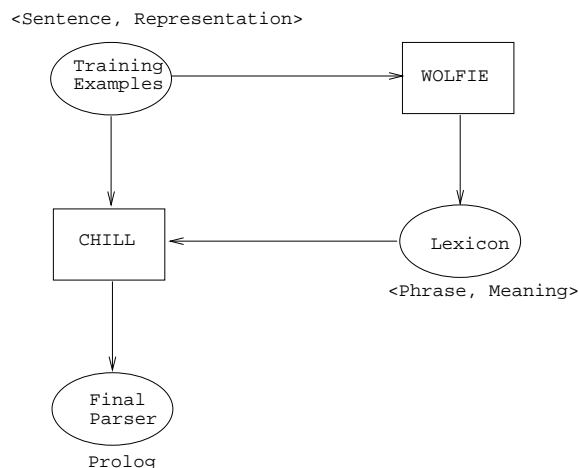 <Sentence, Representation>
Training
Examples
WOLFIE
CHILL
Lexicon
<Phrase, Meaning>
Final
Parser
Prolog